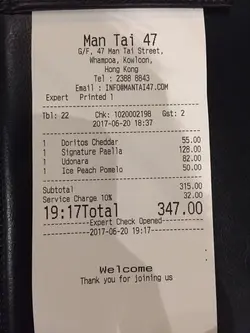 Man Tai 47
G/F, 47 Man Tai Street,
Whampoa, Kowloon,
Hong Kong
Tel : 2388 8843
Email : INFO@MANTAI47.COM
Expert Printed 1
Tbl: 22 Chk: 1020002198 Gst: 2
2017-06-20 18:37
1 Doritos Cheddar 55.00
1 Signature Paella 128.00
1 Udonara 82.00
1 Ice Peach Pomelo 50.00
Subtotal 315.00
Service Charge 10% 32.00
19:17Total 347.00
Expert Check Opened
2017-06-20 19:17
Welcome
Thank you for joining us